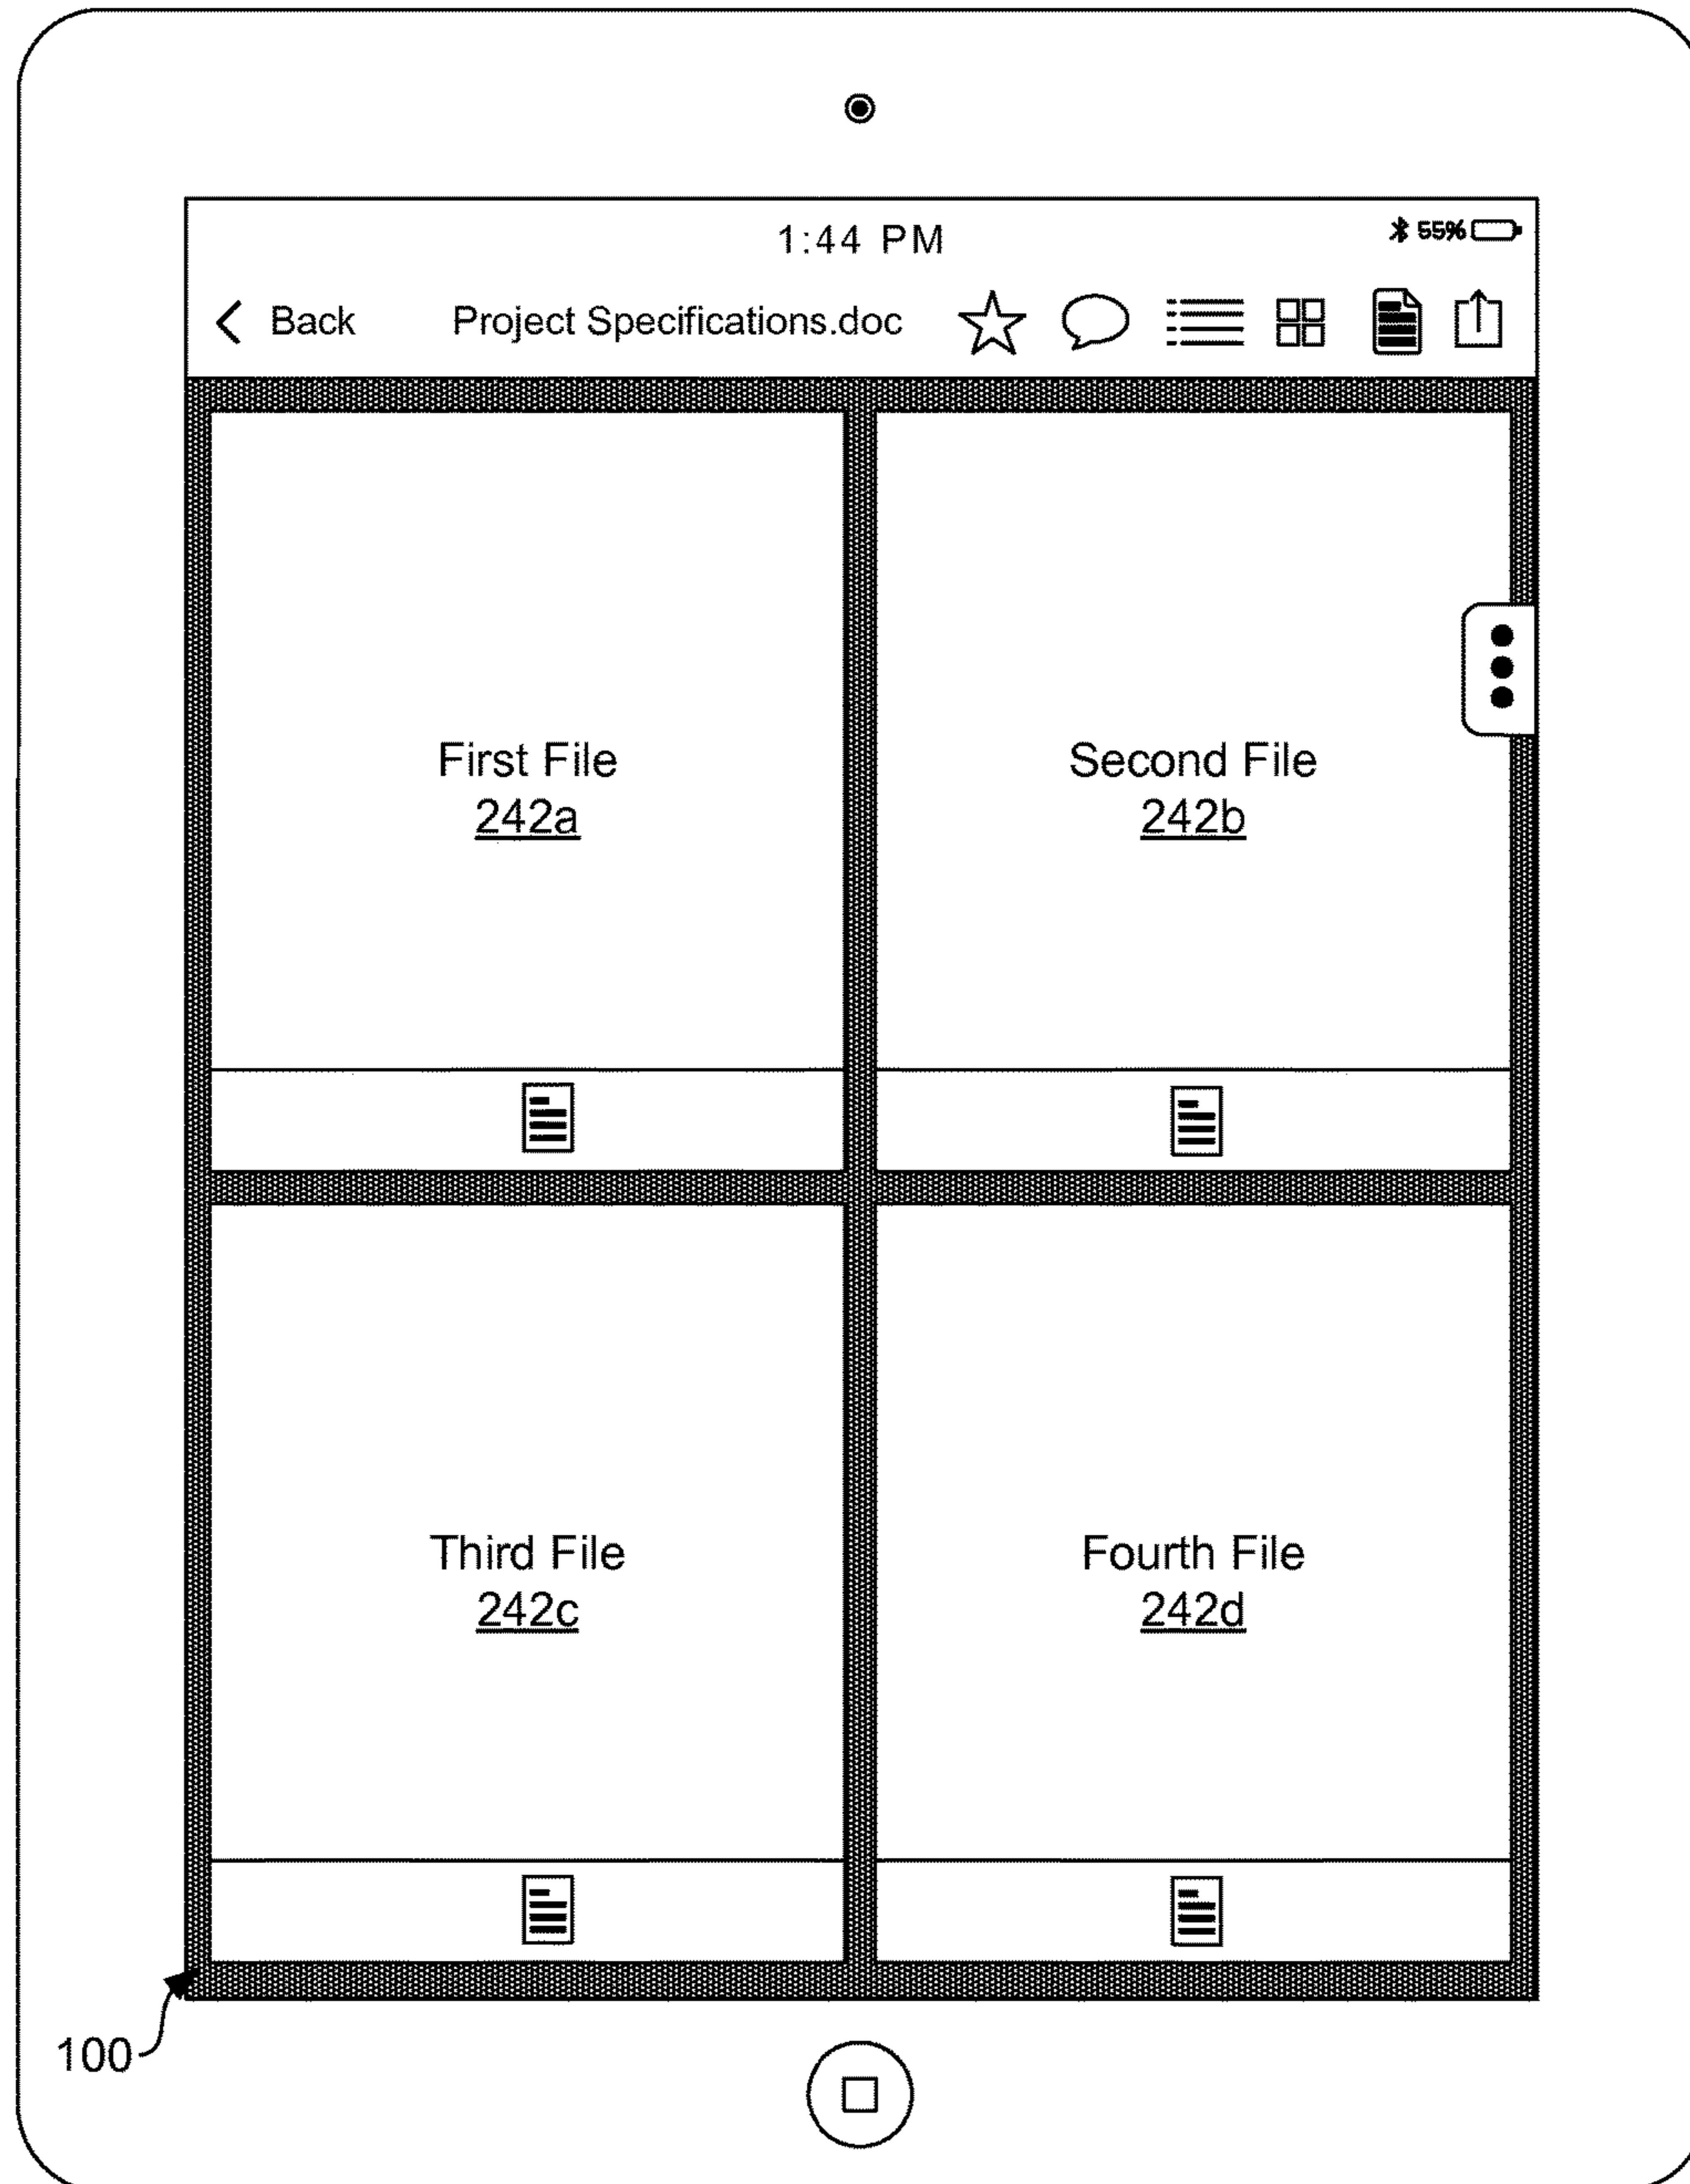 1:44 PM
55%
Back
Project Specifications.doc
First File
242a
Second File
242b
Third File
242c
Fourth File
242d
100